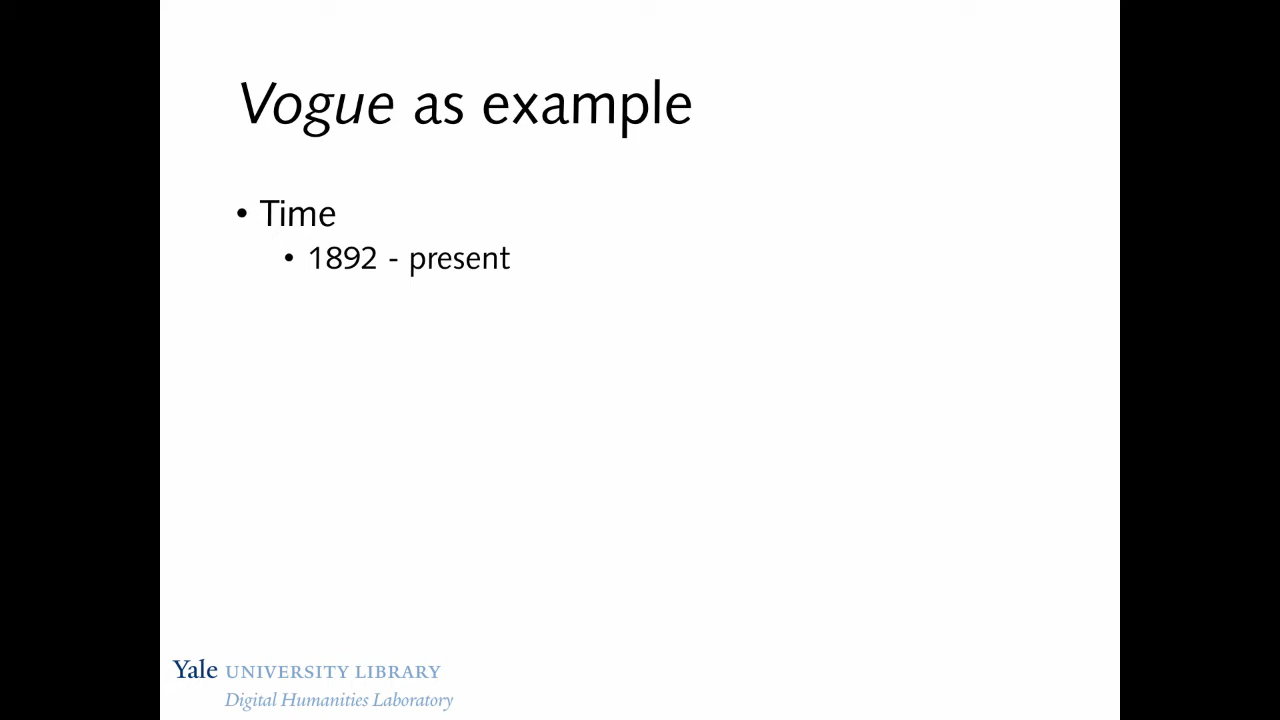 Vogue as example
• Time
• 1892 - present
Yale UNIVERSITY LIBRARY
Digital Humanities Laboratory